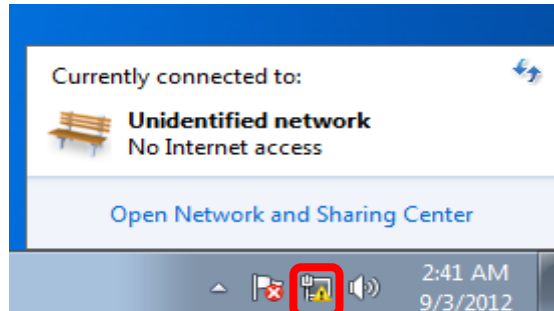 Currently connected to:
Unidentified network
No Internet access
Open Network and Sharing Center
2:41 AM
9/3/2012